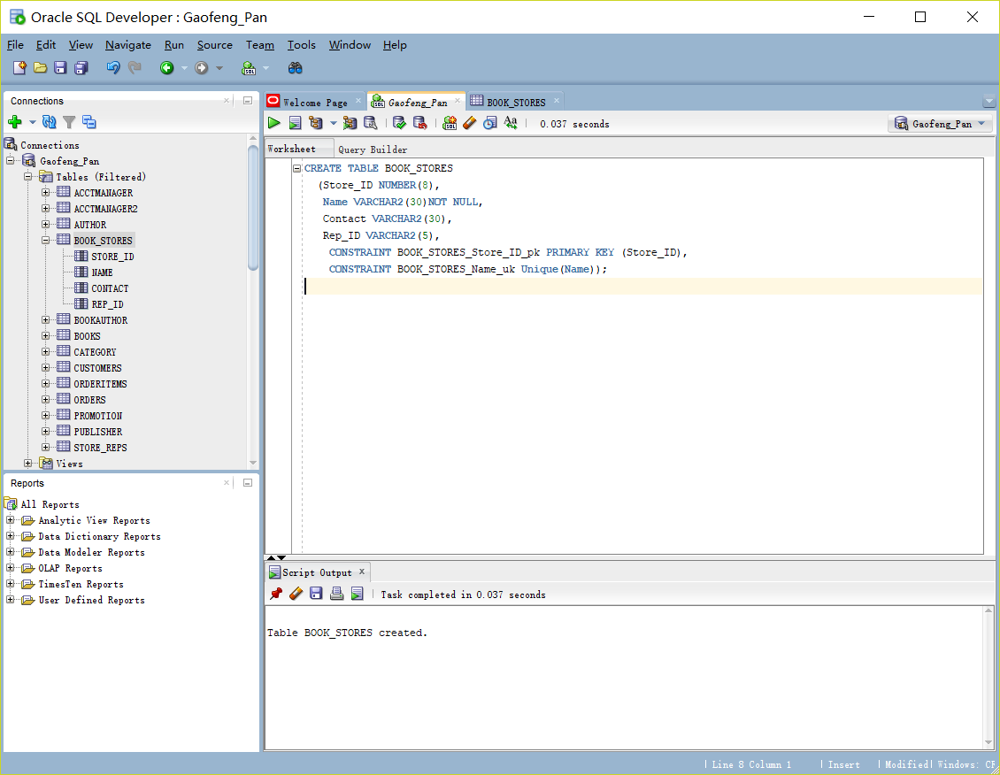 Oracle SQL Developer : Gaofeng_Pan
File Edit View Navigate Run Source Team Tools Window Help
Connections
Connections
Gaofeng_Pan
Tables (Filtered)
ACCTMANAGER
ACCTMANAGER2
AUTHOR
BOOK_STORES
STORE_ID
NAME
CONTACT
REP_ID
BOOKAUTHOR
BOOKS
CATEGORY
CUSTOMERS
ORDERITEMS
ORDERS
PROMOTION
PUBLISHER
STORE_REPS
Views
Reports
All Reports
Analytic View Reports
Data Dictionary Reports
Data Modeler Reports
OLAP Reports
TimesTen Reports
User Defined Reports
Welcome Page Gaofeng_Pan BOOK_STORES
0.037 seconds Gaofeng_Pan
Worksheet Query Builder
CREATE TABLE BOOK_STORES
(Store_ID NUMBER(8),
Name VARCHAR2(30)NOT NULL,
Contact VARCHAR2(30),
Rep_ID VARCHAR2(5),
CONSTRAINT BOOK_STORES_Store_ID_pk PRIMARY KEY (Store_ID),
CONSTRAINT BOOK_STORES_Name_uk Unique(Name));
Script Output
Task completed in 0.037 seconds
Table BOOK_STORES created.
Line 8 Column 1 Insert Modified Windows: CR